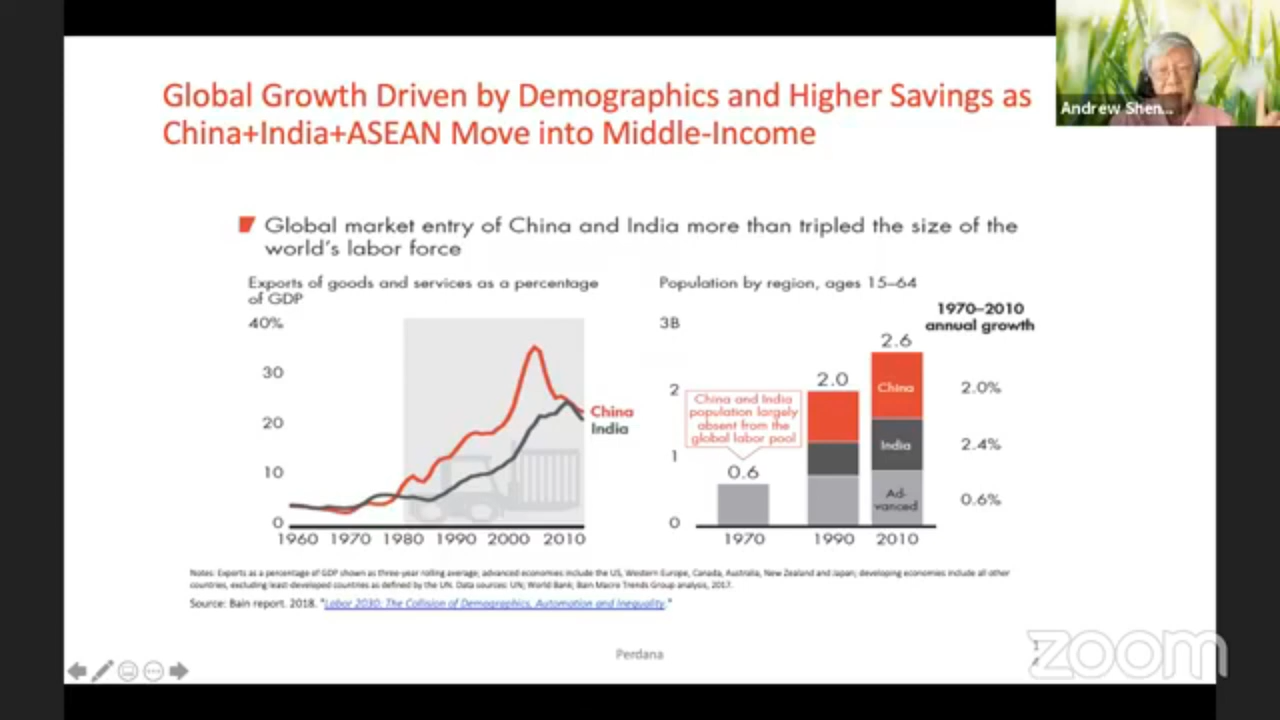 Global Growth Driven by Demographics and Higher Savings as
China+India+ASEAN Move into Middle-Income
Andrew Shen...
Global market entry of China and India more than tripled the size of the
world's labor force
Exports of goods and services as a percentage
of GDP
40%
30
20
10
0
1960 1970 1980 1990 2000 2010
China
India
Population by region, ages 15–64
3B
2
1
0
China and India
population largely
absent from the
global labor pool
0.6
2.0
2.6
China
India
Ad-
vanced
1970 1990 2010
1970–2010
annual growth
2.0%
2.4%
0.6%
Notes: Exports as a percentage of GDP shown as three-year rolling average; advanced economies include the US, Western Europe, Canada, Australia, New Zealand and Japan; developing economies include all other
countries, excluding least-developed countries as defined by the UN. Data sources: UN; World Bank; Bain Macro Trends Group analysis, 2017.
Source: Bain report. 2018. "Labor 2030: The Collision of Demographics, Automation and Inequality."
Perdana
zoom